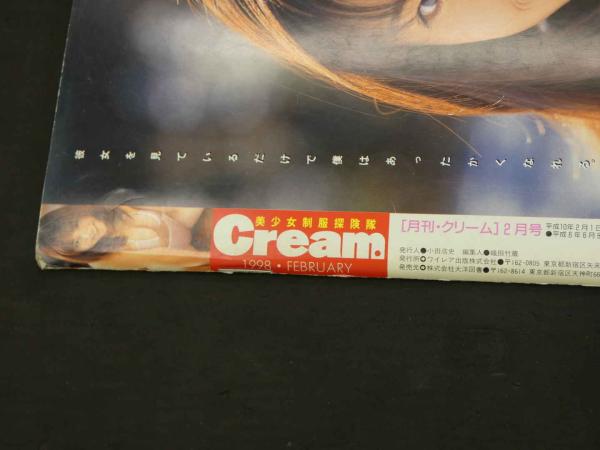 彼女を見ているだけで僕はあったかくなれる。
美少女制服探険隊
Cream.
1998・FEBRUARY
[月刊・クリーム]2月号
平成10年2月1日
●平成5年6月
発行人●小田信史 編集人●
発行所●ワイレア出版株式会社●〒162-0805 東京都新宿区矢来
発売元●株式会社大洋図書●〒162-8614 東京都新宿区天神町66